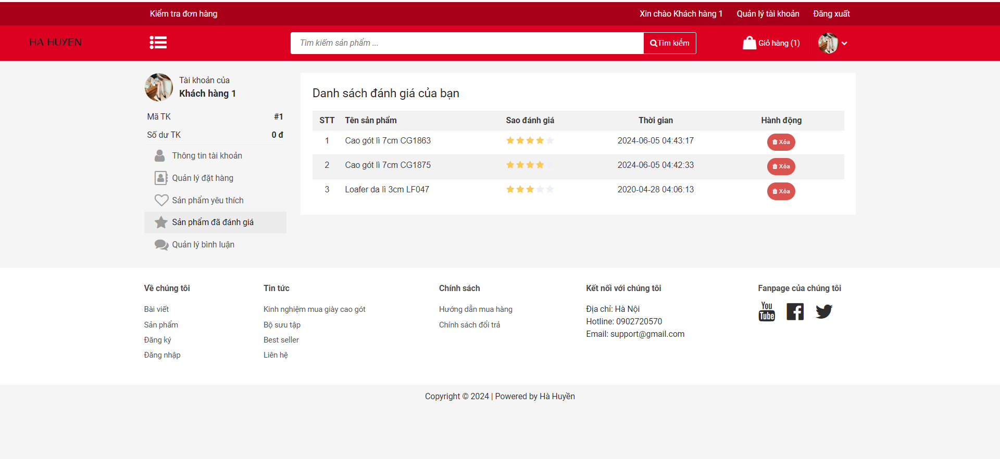 Kiểm tra đơn hàng
Xin chào Khách hàng 1 Quản lý tài khoản Đăng xuất
HA HUYEN
Tìm kiếm sản phẩm ...
Tìm kiếm
Giỏ hàng (1)
Tài khoản của
Khách hàng 1
Mã TK #1
Số dư TK 0 đ
Thông tin tài khoản
Quản lý đặt hàng
Sản phẩm yêu thích
Sản phẩm đã đánh giá
Quản lý bình luận
Danh sách đánh giá của bạn
STT Tên sản phẩm Sao đánh giá Thời gian Hành động
1 Cao gót lì 7cm CG1863 2024-06-05 04:43:17 Xóa
2 Cao gót lì 7cm CG1875 2024-06-05 04:42:33 Xóa
3 Loafer da lì 3cm LF047 2020-04-28 04:06:13 Xóa
Về chúng tôi
Bài viết
Sản phẩm
Đăng ký
Đăng nhập
Tin tức
Kinh nghiệm mua giày cao gót
Bộ sưu tập
Best seller
Liên hệ
Chính sách
Hướng dẫn mua hàng
Chính sách đổi trả
Kết nối với chúng tôi
Địa chỉ: Hà Nội
Hotline: 0902720570
Email: support@gmail.com
Fanpage của chúng tôi
You
Tube
Copyright © 2024 | Powered by Hà Huyền